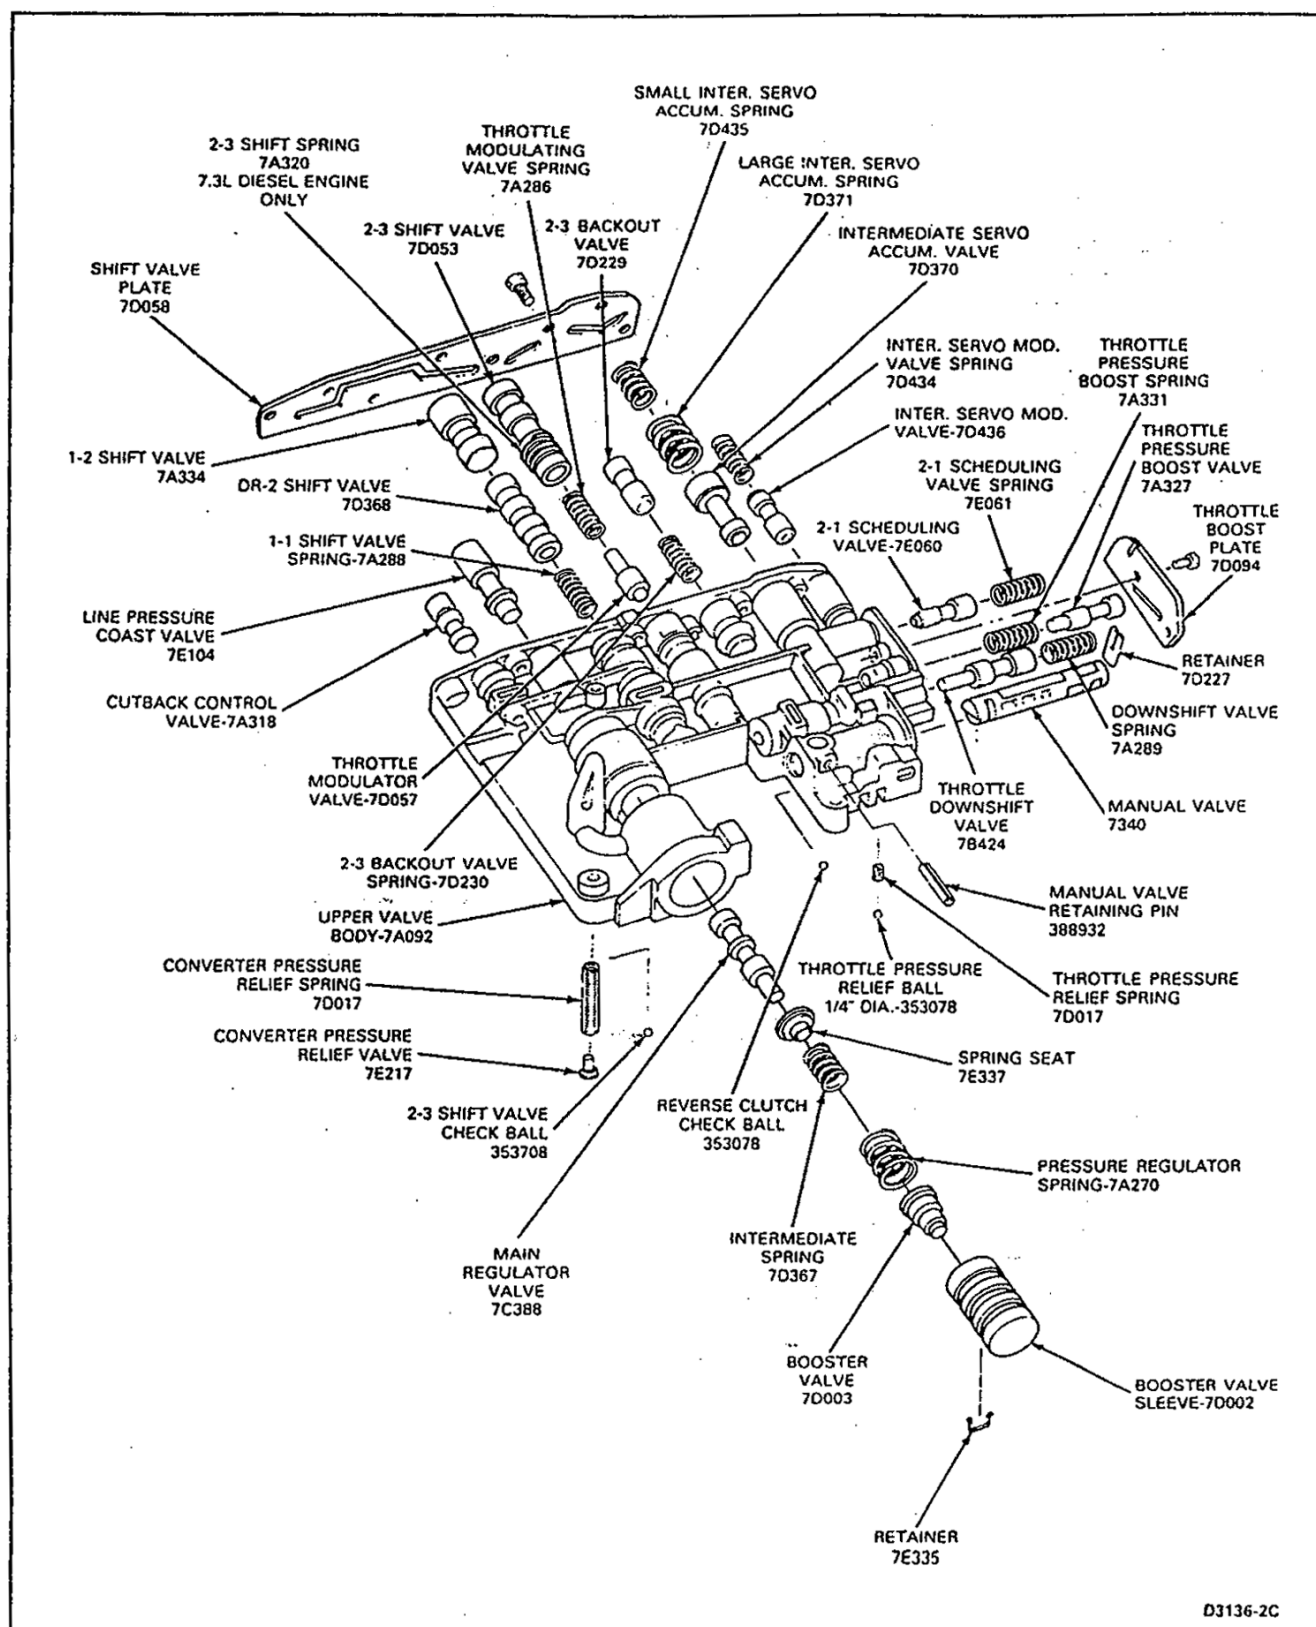 SMALL INTER. SERVO
ACCUM. SPRING
7D435
2-3 SHIFT SPRING
7A320
7.3L DIESEL ENGINE
ONLY
THROTTLE
MODULATING
VALVE SPRING
7A286
LARGE INTER. SERVO
ACCUM. SPRING
7D371
2-3 SHIFT VALVE
7D053
2-3 BACKOUT
VALVE
7D229
INTERMEDIATE SERVO
ACCUM. VALVE
7D370
SHIFT VALVE
PLATE
7D058
INTER. SERVO MOD.
VALVE SPRING
7D434
THROTTLE
PRESSURE
BOOST SPRING
7A331
INTER. SERVO MOD.
VALVE-7D436
THROTTLE
PRESSURE
BOOST VALVE
7A327
1-2 SHIFT VALVE
7A334
2-1 SCHEDULING
VALVE SPRING
7E061
DR-2 SHIFT VALVE
7D368
THROTTLE
BOOST
PLATE
7D094
2-1 SCHEDULING
VALVE-7E060
1-1 SHIFT VALVE
SPRING-7A288
LINE PRESSURE
COAST VALVE
7E104
RETAINER
7D227
CUTBACK CONTROL
VALVE-7A318
DOWNSHIFT VALVE
SPRING
7A289
THROTTLE
MODULATOR
VALVE-7D057
THROTTLE
DOWNSHIFT
VALVE
7B424
MANUAL VALVE
7340
2-3 BACKOUT VALVE
SPRING-7D230
MANUAL VALVE
RETAINING PIN
388932
UPPER VALVE
BODY-7A092
CONVERTER PRESSURE
RELIEF SPRING
7D017
THROTTLE PRESSURE
RELIEF BALL
1/4" DIA.-353078
THROTTLE PRESSURE
RELIEF SPRING
7D017
CONVERTER PRESSURE
RELIEF VALVE
7E217
SPRING SEAT
7E337
2-3 SHIFT VALVE
CHECK BALL
353708
REVERSE CLUTCH
CHECK BALL
353078
PRESSURE REGULATOR
SPRING-7A270
MAIN
REGULATOR
VALVE
7C388
INTERMEDIATE
SPRING
7D367
BOOSTER
VALVE
7D003
BOOSTER VALVE
SLEEVE-7D002
RETAINER
7E335
D3136-2C